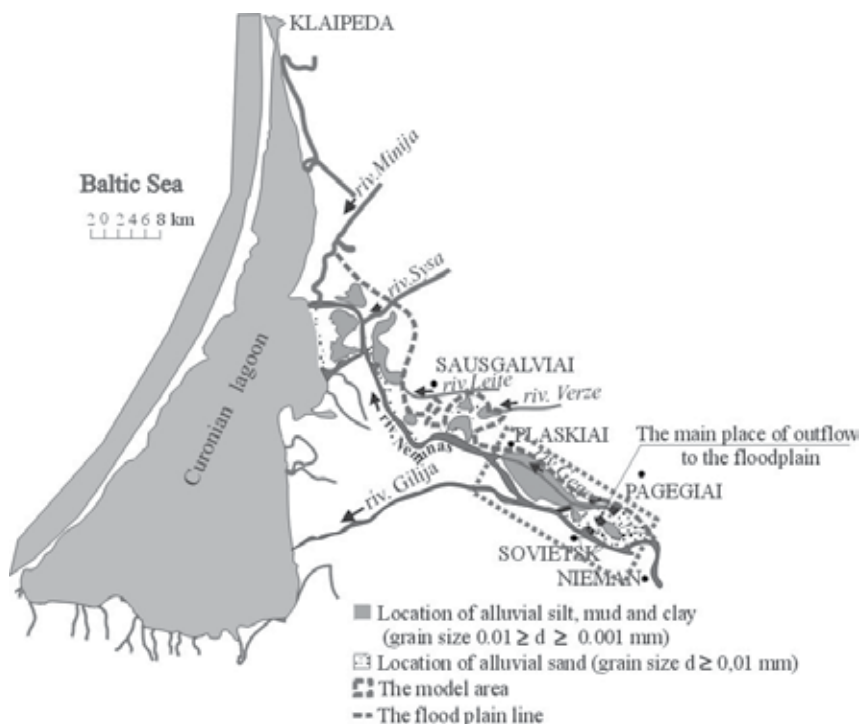 KLAIPEDA
riv.Minija
Baltic Sea
2 0 2 4 6 8 km
riv.Sysa
Curonian lagoon
SAUSGALVIAI
riv.Leite
riv. Verze
riv.Nemunas
PLASKIAI
The main place of outflow
to the floodplain
riv. Gilija
PAGEGIAI
SOVIETSK
NIEMAN
Location of alluvial silt, mud and clay
(grain size 0.01 ≥ d ≥ 0.001 mm)
Location of alluvial sand (grain size d ≥ 0,01 mm)
The model area
The flood plain line